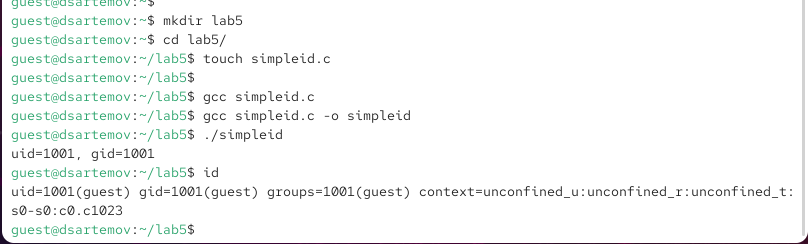 guest@dsartemov:~$
guest@dsartemov:~$ mkdir lab5
guest@dsartemov:~$ cd lab5/
guest@dsartemov:~/lab5$ touch simpleid.c
guest@dsartemov:~/lab5$
guest@dsartemov:~/lab5$ gcc simpleid.c
guest@dsartemov:~/lab5$ gcc simpleid.c -o simpleid
guest@dsartemov:~/lab5$ ./simpleid
uid=1001, gid=1001
guest@dsartemov:~/lab5$ id
uid=1001(guest) gid=1001(guest) groups=1001(guest) context=unconfined_u:unconfined_r:unconfined_t:
s0-s0:c0.c1023
guest@dsartemov:~/lab5$